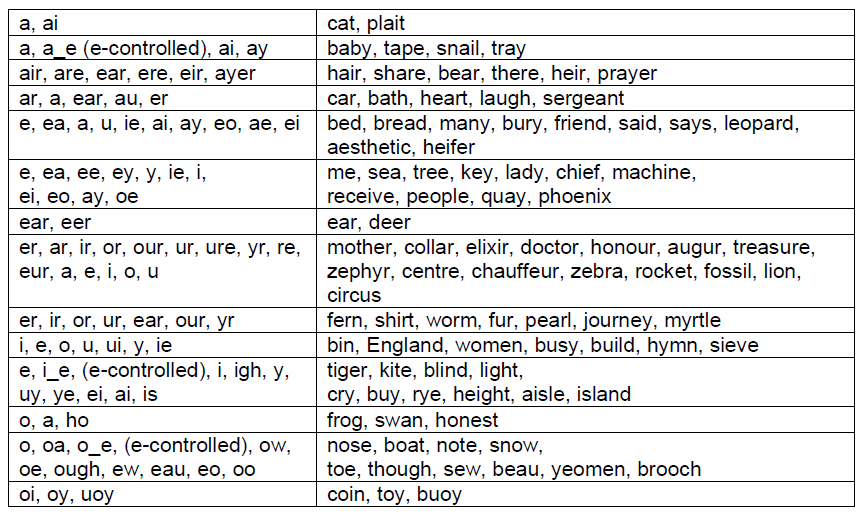 a, ai cat, plait
a, a_e (e-controlled), ai, ay baby, tape, snail, tray
air, are, ear, ere, eir, ayer hair, share, bear, there, heir, prayer
ar, a, ear, au, er car, bath, heart, laugh, sergeant
e, ea, a, u, ie, ai, ay, eo, ae, ei bed, bread, many, bury, friend, said, says, leopard,
aesthetic, heifer
e, ea, ee, ey, y, ie, i, me, sea, tree, key, lady, chief, machine,
ei, eo, ay, oe receive, people, quay, phoenix
ear, eer ear, deer
er, ar, ir, or, our, ur, ure, yr, re, mother, collar, elixir, doctor, honour, augur, treasure,
eur, a, e, i, o, u zephyr, centre, chauffeur, zebra, rocket, fossil, lion,
circus
er, ir, or, ur, ear, our, yr fern, shirt, worm, fur, pearl, journey, myrtle
i, e, o, u, ui, y, ie bin, England, women, busy, build, hymn, sieve
e, i_e, (e-controlled), i, igh, y, tiger, kite, blind, light,
uy, ye, ei, ai, is cry, buy, rye, height, aisle, island
o, a, ho frog, swan, honest
o, oa, o_e, (e-controlled), ow, nose, boat, note, snow,
oe, ough, ew, eau, eo, oo toe, though, sew, beau, yeomen, brooch
oi, oy, uoy coin, toy, buoy